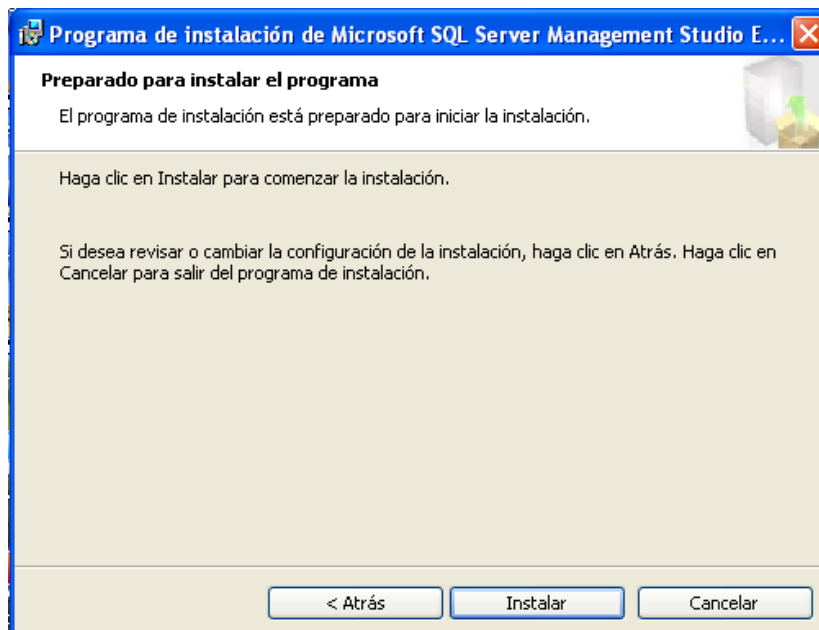 Programa de instalación de Microsoft SQL Server Management Studio E...
Preparado para instalar el programa
El programa de instalación está preparado para iniciar la instalación.
Haga clic en Instalar para comenzar la instalación.
Si desea revisar o cambiar la configuración de la instalación, haga clic en Atrás. Haga clic en
Cancelar para salir del programa de instalación.
< Atrás
Instalar
Cancelar